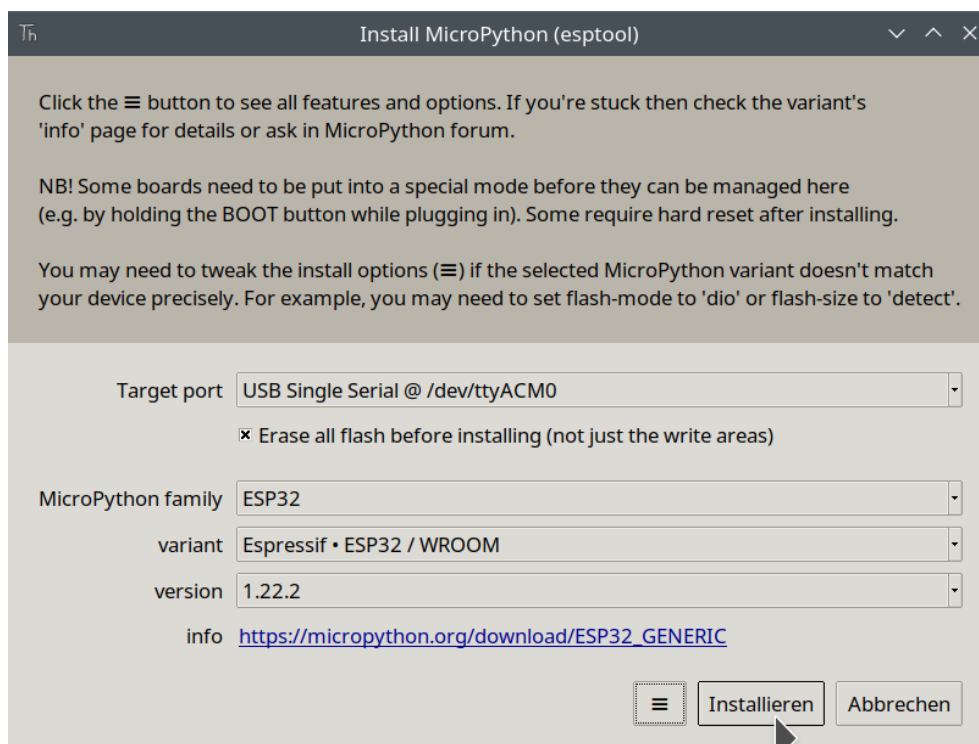 Th
Install MicroPython (esptool)
Click the ≡ button to see all features and options. If you're stuck then check the variant's
'info' page for details or ask in MicroPython forum.
NB! Some boards need to be put into a special mode before they can be managed here
(e.g. by holding the BOOT button while plugging in). Some require hard reset after installing.
You may need to tweak the install options (≡) if the selected MicroPython variant doesn't match
your device precisely. For example, you may need to set flash-mode to 'dio' or flash-size to 'detect'.
Target port USB Single Serial @ /dev/ttyACM0
Erase all flash before installing (not just the write areas)
MicroPython family ESP32
variant Espressif • ESP32 / WROOM
version 1.22.2
info https://micropython.org/download/ESP32_GENERIC
≡ Installieren Abbrechen